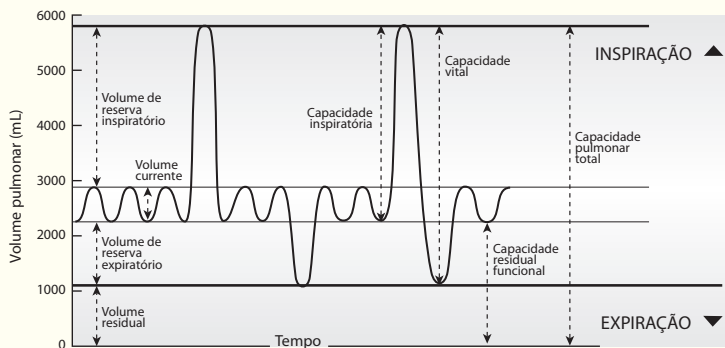 Volume pulmonar (mL)
6000
5000
4000
3000
2000
1000
0
Volume de
reserva
inspiratório
Volume
currente
Volume de
reserva
expiratório
Volume
residual
Capacidade
inspiratória
Capacidade
vital
Capacidade
pulmonar
total
Capacidade
residual
funcional
INSPIRAÇÃO
EXPIRAÇÃO
Tempo